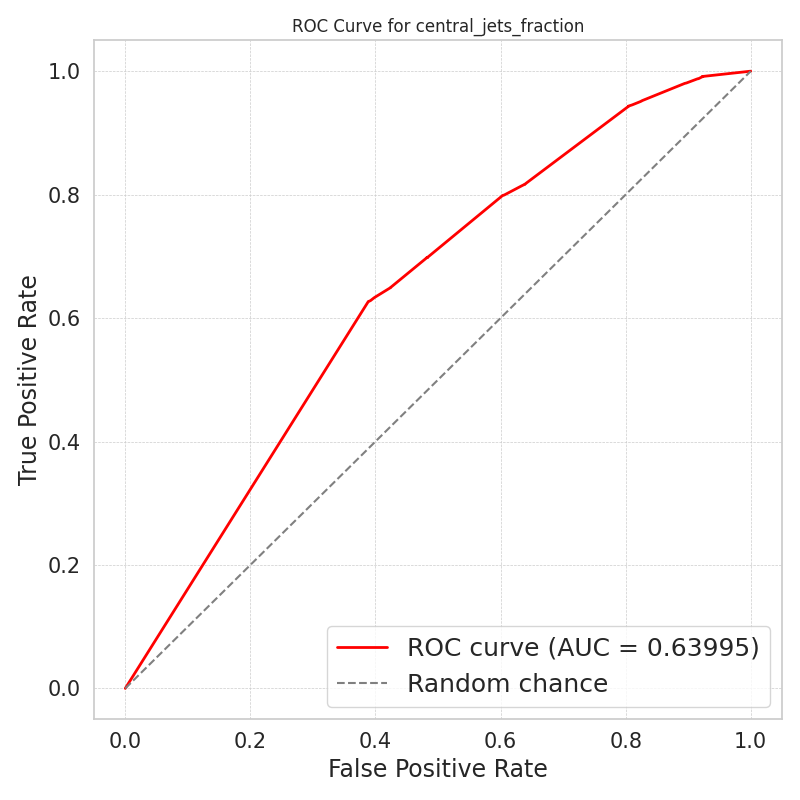 ROC Curve for central_jets_fraction
1.0
0.8
0.6
0.4
0.2
0.0
True Positive Rate
ROC curve (AUC = 0.63995)
Random chance
0.0 0.2 0.4 0.6 0.8 1.0
False Positive Rate